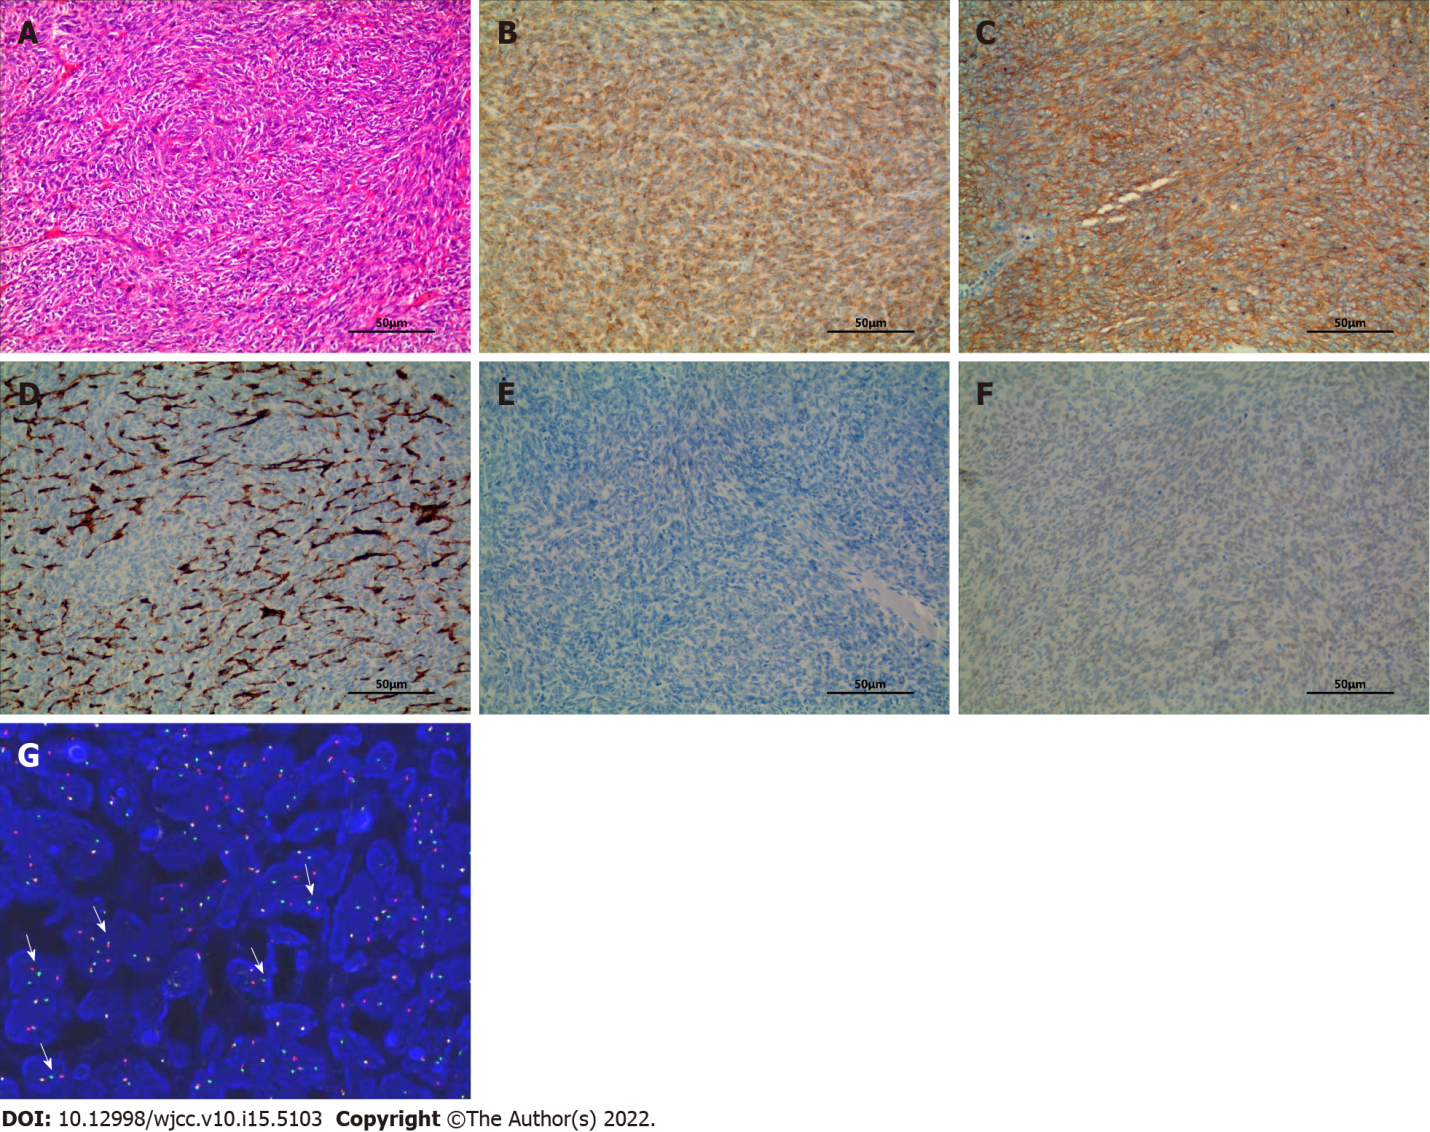 A
B
C
50µm
50µm
50µm
D
E
F
50µm
50µm
50µm
G
DOI: 10.12998/wjcc.v10.i15.5103 Copyright ©The Author(s) 2022.